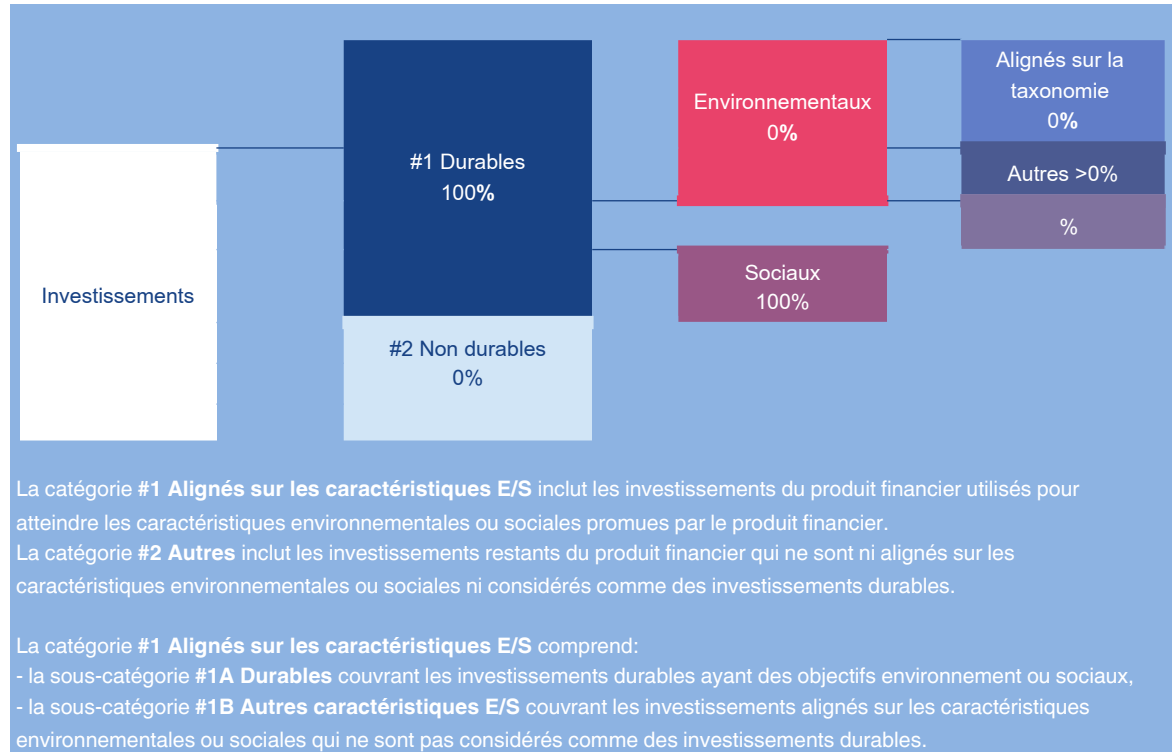 Investissements
#1 Durables
100%
#2 Non durables
0%
Environnementaux
0%
Sociaux
100%
Alignés sur la
taxonomie
0%
Autres >0%
%
La catégorie #1 Alignés sur les caractéristiques E/S inclut les investissements du produit financier utilisés pour
atteindre les caractéristiques environnementales ou sociales promues par le produit financier.
La catégorie #2 Autres inclut les investissements restants du produit financier qui ne sont ni alignés sur les
caractéristiques environnementales ou sociales ni considérés comme des investissements durables.
La catégorie #1 Alignés sur les caractéristiques E/S comprend:
- la sous-catégorie #1A Durables couvrant les investissements durables ayant des objectifs environnement ou sociaux,
- la sous-catégorie #1B Autres caractéristiques E/S couvrant les investissements alignés sur les caractéristiques
environnementales ou sociales qui ne sont pas considérés comme des investissements durables.